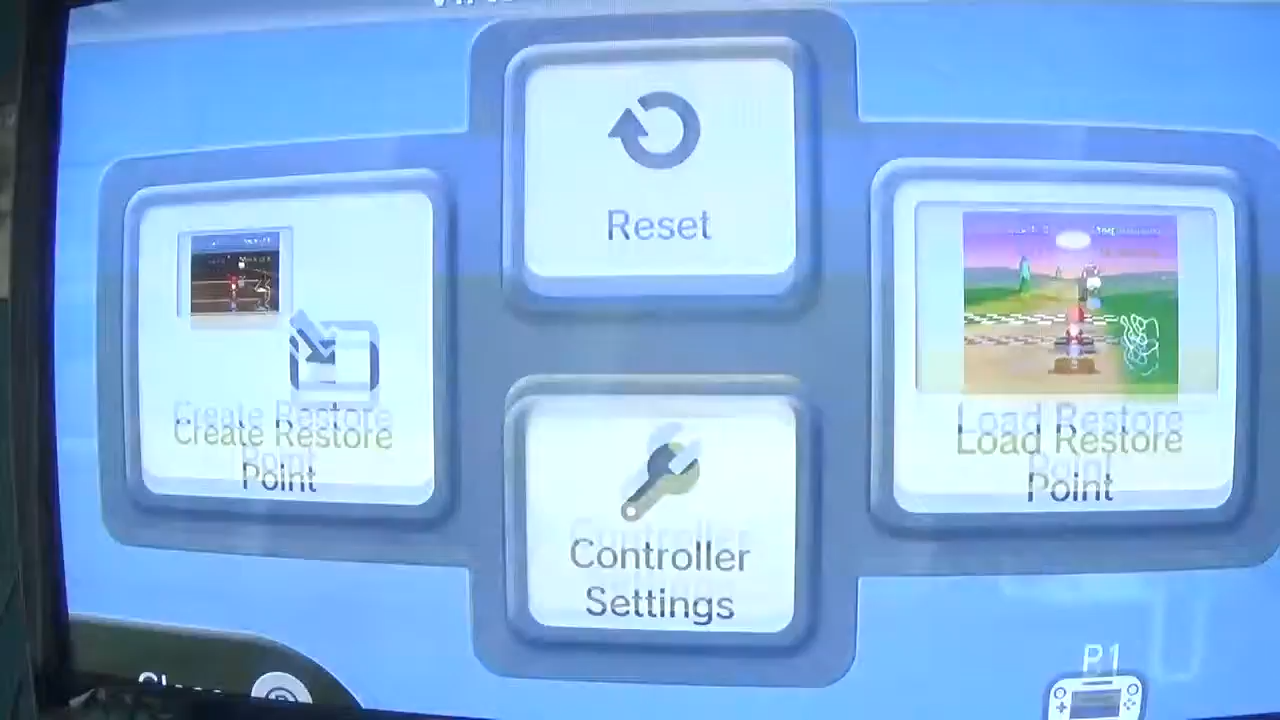 Reset
Create Restore
Point
Load Restore
Point
Controller
Settings
P1